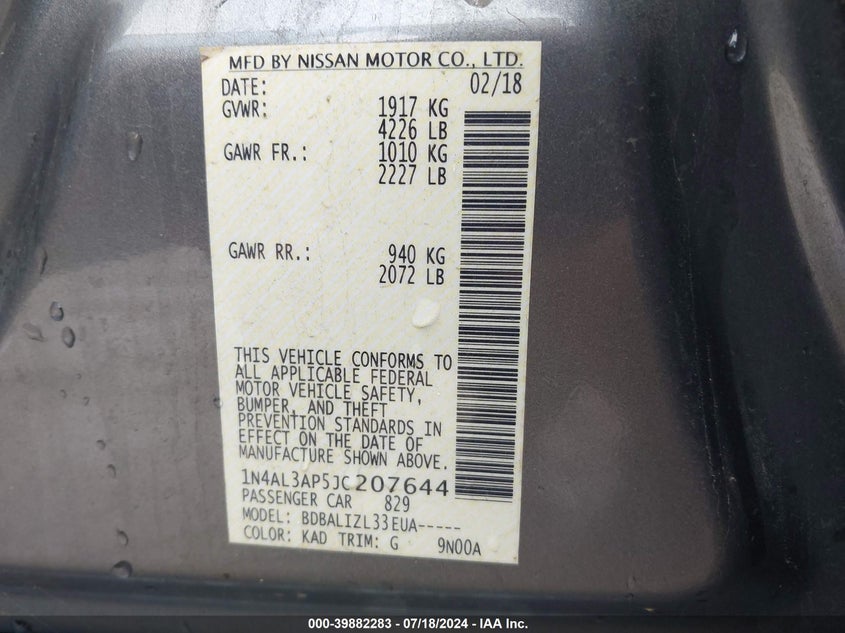 MFD BY NISSAN MOTOR CO., LTD.
DATE: 02/18
GVWR: 1917 KG
4226 LB
GAWR FR.: 1010 KG
2227 LB
GAWR RR.: 940 KG
2072 LB
THIS VEHICLE CONFORMS TO
ALL APPLICABLE FEDERAL
MOTOR VEHICLE SAFETY,
BUMPER, AND THEFT
PREVENTION STANDARDS IN
EFFECT ON THE DATE OF
MANUFACTURE SHOWN ABOVE.
1N4AL3AP5JC207644
PASSENGER CAR 829
MODEL: BDBALIZL33EUA-----
COLOR: KAD TRIM: G 9N00A
000-39882283 - 07/18/2024 - IAA Inc.